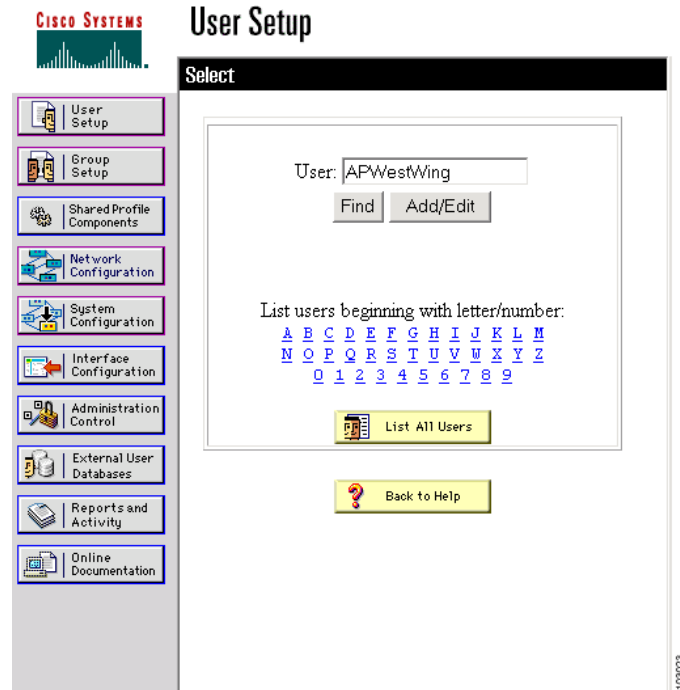 CISCO SYSTEMS
User Setup
Select
User Setup
Group Setup
Shared Profile Components
Network Configuration
System Configuration
Interface Configuration
Administration Control
External User Databases
Reports and Activity
Online Documentation
User: APWestWing
Find Add/Edit
List users beginning with letter/number:
A B C D E F G H I J K L M
N O P Q R S T U V W X Y Z
0 1 2 3 4 5 6 7 8 9
List All Users
Back to Help